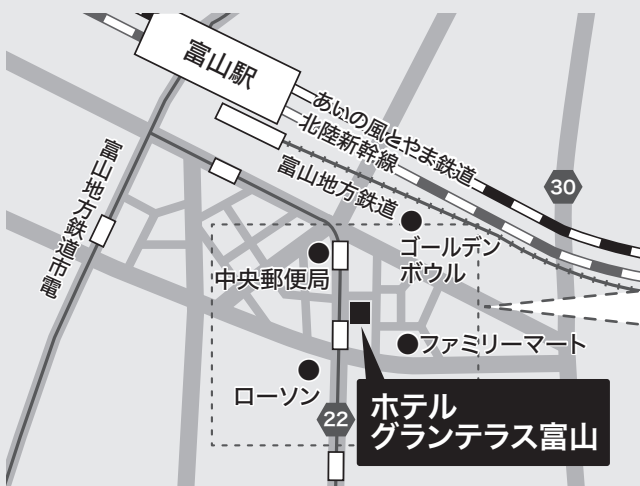 富山駅
あいの風とやま鉄道
北陸新幹線
富山地方鉄道
富山地方鉄道市電
30
ゴールデン
ボウル
中央郵便局
ファミリーマート
ローソン
22
ホテル
グランテラス富山